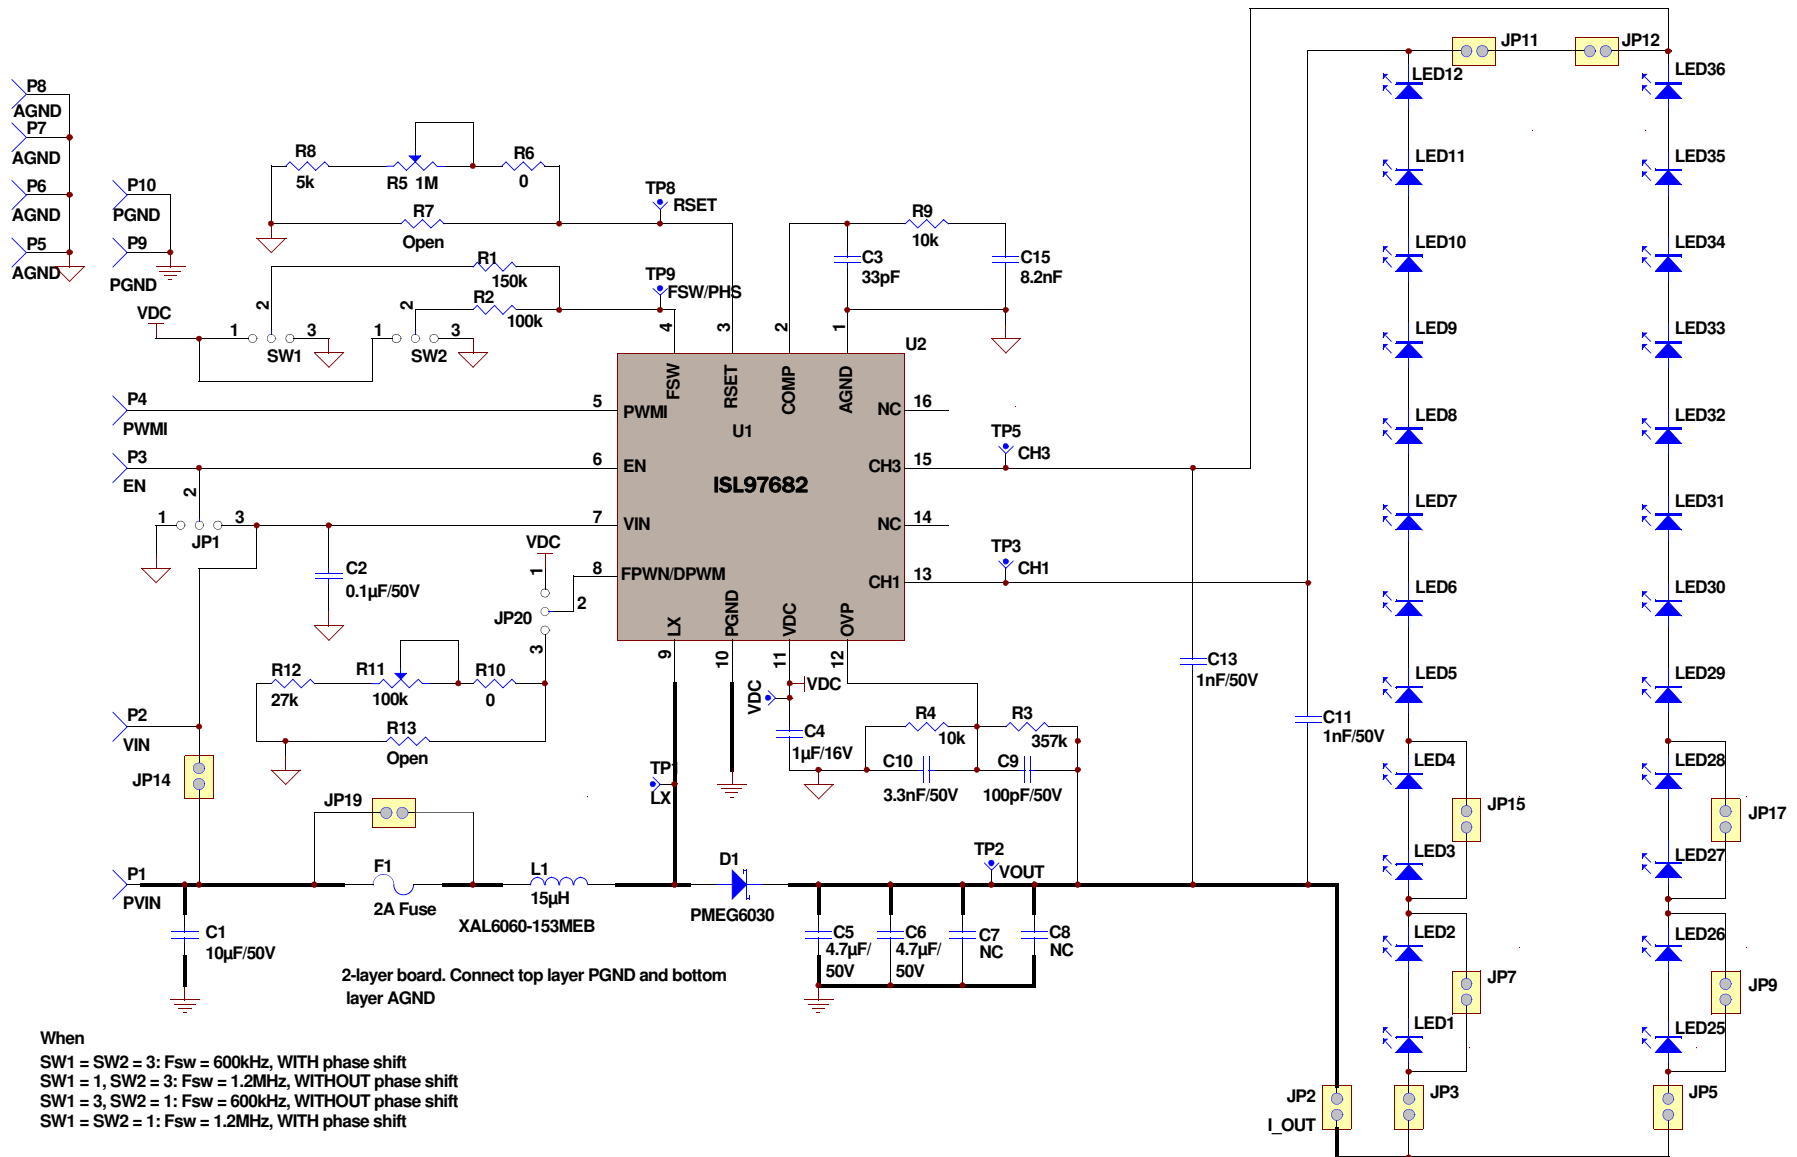 P8
AGND
P7
AGND
P6
AGND
P5
AGND
P10
PGND
P9
PGND
R8
5k
R5 1M
R6
0
R7
Open
TP8
RSET
R1
150k
R2
100k
TP9
FSW/PHS
VDC
1
2
3
SW1
1
2
3
SW2
R9
10k
C3
33pF
C15
8.2nF
4
3
2
1
U2
FSW
RSET
COMP
AGND
U1
ISL97682
P4
PWMI
5
PWMI
P3
EN
6
EN
1
2
3
JP1
7
VIN
C2
0.1µF/50V
VDC
1
2
3
JP20
8
FPWN/DPWM
NC
16
CH3
15
TP5
CH3
NC
14
CH1
13
TP3
CH1
LX
PGND
VDC
OVP
9
10
11
12
R12
27k
R11
100k
R10
0
R13
Open
P2
VIN
JP14
VDC
VDC
C4
1µF/16V
R4
10k
R3
357k
C10
3.3nF/50V
C9
100pF/50V
C13
1nF/50V
C11
1nF/50V
TP1
LX
JP19
P1
PVIN
F1
2A Fuse
L1
15µH
XAL6060-153MEB
D1
PMEG6030
TP2
VOUT
C1
10µF/50V
C5
4.7µF/
50V
C6
4.7µF/
50V
C7
NC
C8
NC
2-layer board. Connect top layer PGND and bottom
layer AGND
JP11
JP12
LED12
LED11
LED10
LED9
LED8
LED7
LED6
LED5
LED4
LED3
LED2
LED1
JP15
JP7
LED36
LED35
LED34
LED33
LED32
LED31
LED30
LED29
LED28
LED27
LED26
LED25
JP17
JP9
JP2
I_OUT
JP3
JP5
When
SW1 = SW2 = 3: Fsw = 600kHz, WITH phase shift
SW1 = 1, SW2 = 3: Fsw = 1.2MHz, WITHOUT phase shift
SW1 = 3, SW2 = 1: Fsw = 600kHz, WITHOUT phase shift
SW1 = SW2 = 1: Fsw = 1.2MHz, WITH phase shift